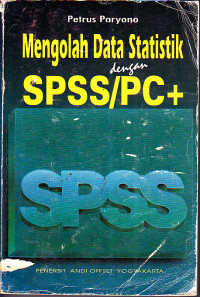 Petrus Paryono
Mengolah Data Statistik
dengan
SPSS/PC+
SPSS
PENERBIT ANDI OFFSET YOGYAKARTA